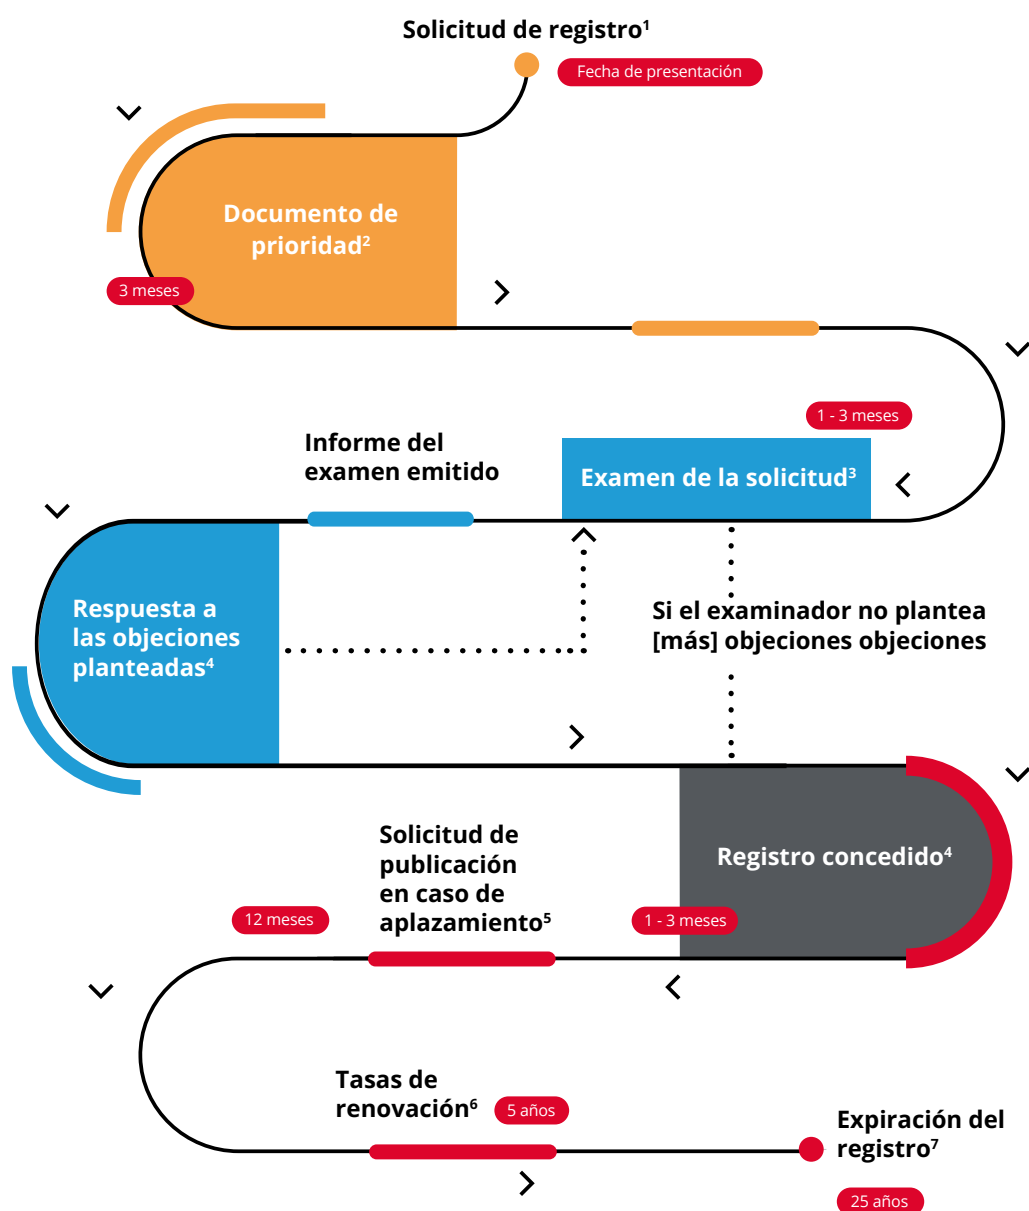 Solicitud de registro¹
Fecha de presentación
Documento de
prioridad²
3 meses
1 - 3 meses
Informe del
examen emitido
Examen de la solicitud³
Respuesta a
las objeciones
planteadas⁴
Si el examinador no plantea
[más] objeciones objeciones
Solicitud de
publicación
en caso de
aplazamiento⁵
12 meses
Registro concedido⁴
1 - 3 meses
Tasas de
renovación⁶
5 años
Expiración del
registro⁷
25 años